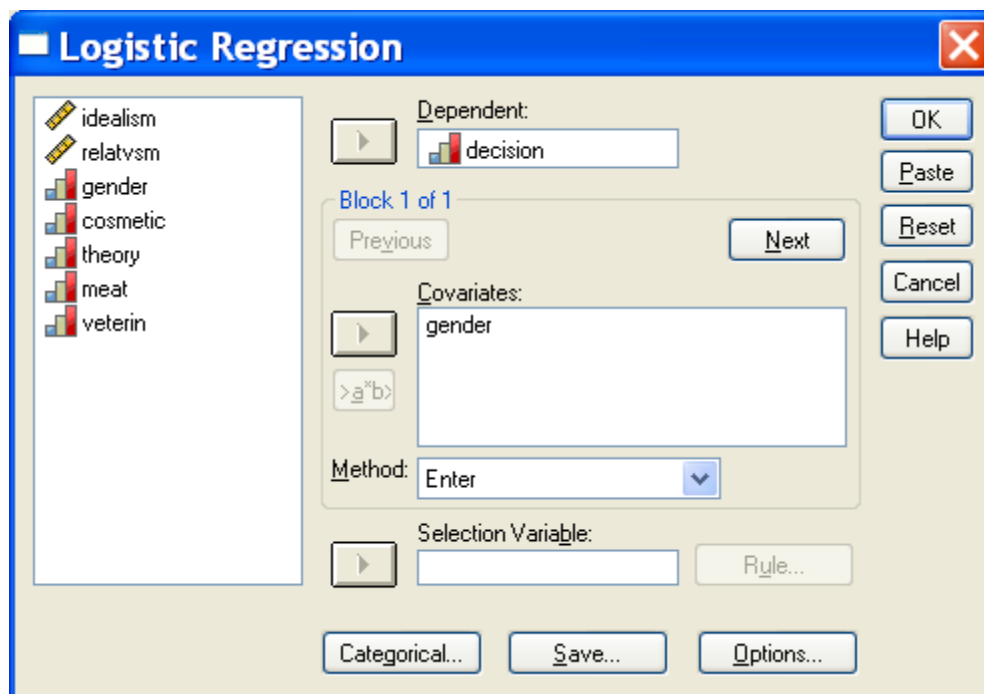 Logistic Regression
idealism
relatvsm
gender
cosmetic
theory
meat
veterin
Dependent:
decision
Block 1 of 1
Previous
Next
Covariates:
gender
>a*b>
Method:
Enter
Selection Variable:
Rule...
Categorical...
Save...
Options...
OK
Paste
Reset
Cancel
Help